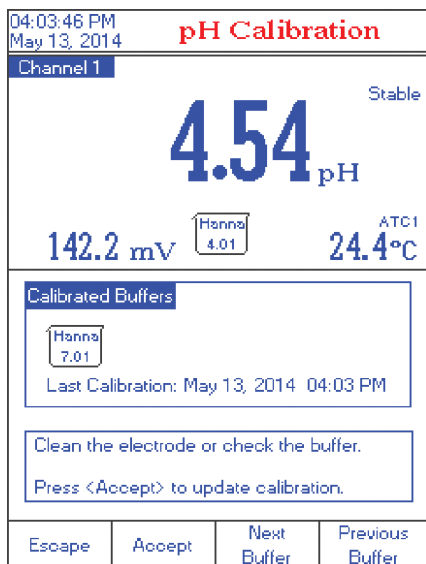 04:03:46 PM
May 13, 2014
pH Calibration
Channel 1
Stable
4.54 pH
142.2 mV
Hanna
4.01
ATC1
24.4°C
Calibrated Buffers
Hanna
7.01
Last Calibration: May 13, 2014 04:03 PM
Clean the electrode or check the buffer.
Press <Accept> to update calibration.
Escape
Accept
Next
Buffer
Previous
Buffer